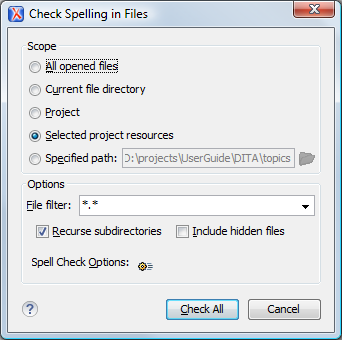 Check Spelling in Files
Scope
All opened files
Current file directory
Project
Selected project resources
Specified path: D:\projects\UserGuide\DITA\topics
Options
File filter: *.*
Recurse subdirectories Include hidden files
Spell Check Options:
? Check All Cancel